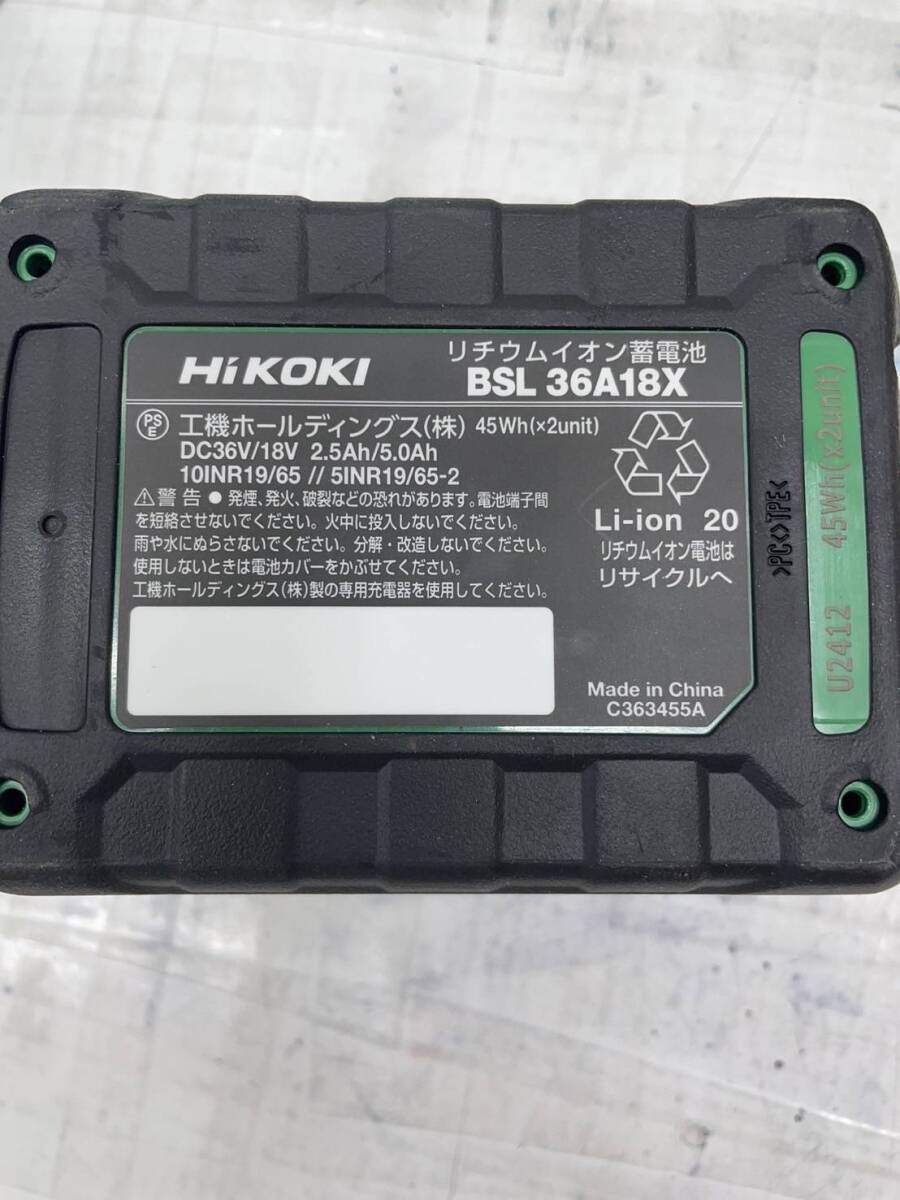 HiKOKI
リチウムイオン蓄電池
BSL 36A18X
PSE 工機ホールディングス(株) 45Wh(×2unit)
DC36V/18V 2.5Ah/5.0Ah
10INR19/65 // 5INR19/65-2
⚠警告 ● 発煙、発火、破裂などの恐れがあります。電池端子間
を短絡させないでください。火中に投入しないでください。
雨や水にぬらさないでください。分解・改造しないでください。
使用しないときは電池カバーをかぶせてください。
工機ホールディングス(株)製の専用充電器を使用してください。
Li-ion 20
リチウムイオン電池は
リサイクルへ
Made in China
C363455A
>PC<>TPE<
U2412 45Wh(x2unit)